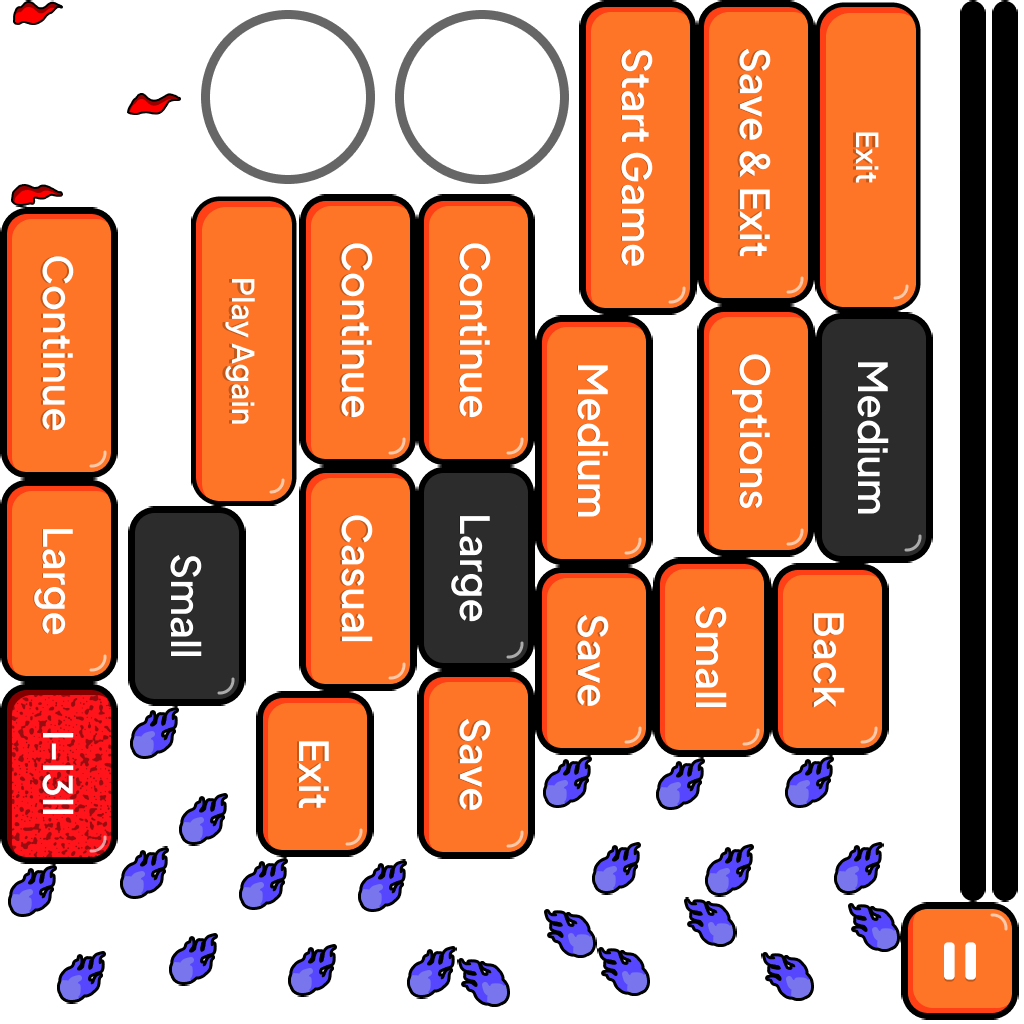 Exit
Medium
Back
Save & Exit
Options
Small
Start Game
Medium
Save
Continue
Large
Save
Continue
Casual
Exit
Play Again
Small
Continue
Large
l-l3ll